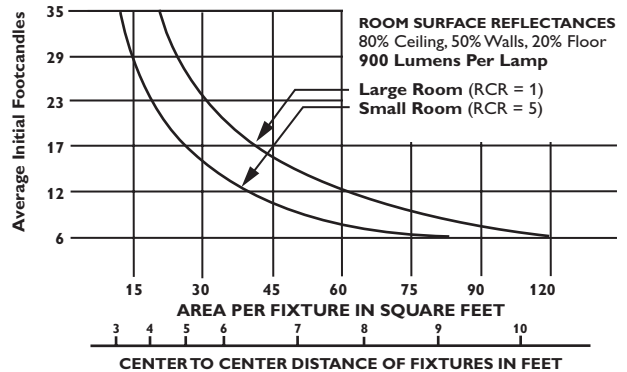 35
29
23
17
12
6
Average Initial Footcandles
ROOM SURFACE REFLECTANCES
80% Ceiling, 50% Walls, 20% Floor
900 Lumens Per Lamp
Large Room (RCR = 1)
Small Room (RCR = 5)
15 30 45 60 75 90 120
AREA PER FIXTURE IN SQUARE FEET
3 4 5 6 7 8 9 10
CENTER TO CENTER DISTANCE OF FIXTURES IN FEET